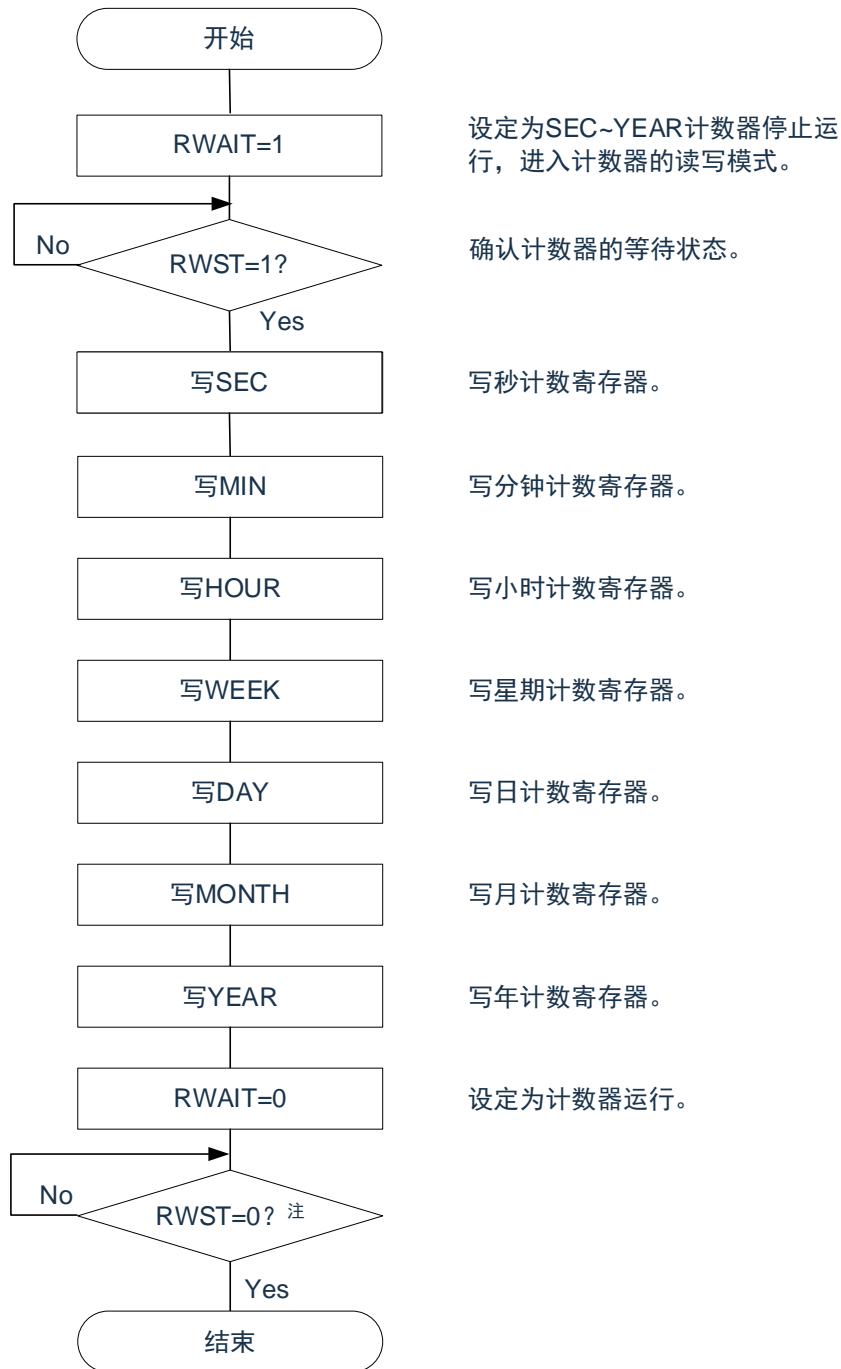 开始
RWAIT=1
设定为SEC~YEAR计数器停止运
行，进入计数器的读写模式。
No
RWST=1?
确认计数器的等待状态。
Yes
写SEC
写秒计数寄存器。
写MIN
写分钟计数寄存器。
写HOUR
写小时计数寄存器。
写WEEK
写星期计数寄存器。
写DAY
写日计数寄存器。
写MONTH
写月计数寄存器。
写YEAR
写年计数寄存器。
RWAIT=0
设定为计数器运行。
No
RWST=0? 注
Yes
结束